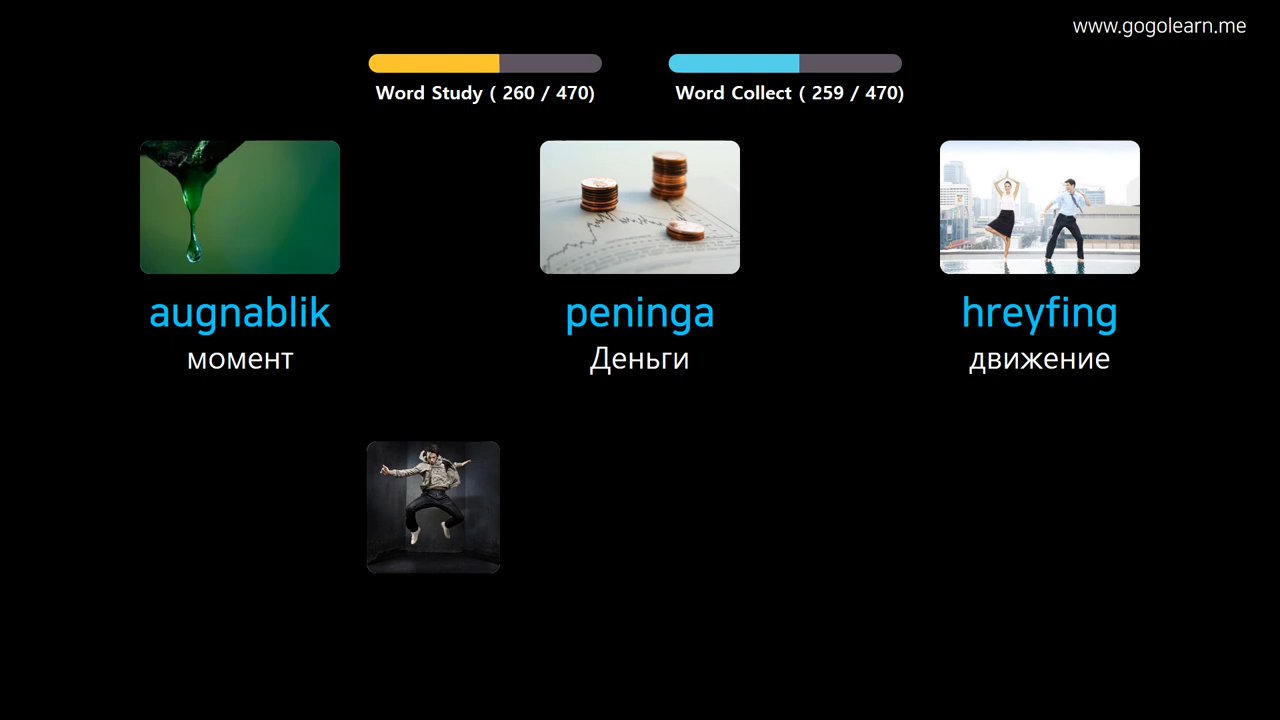 www.gogolearn.me
Word Study ( 260 / 470)
Word Collect ( 259 / 470)
augnablik
момент
peninga
Деньги
hreyfing
движение